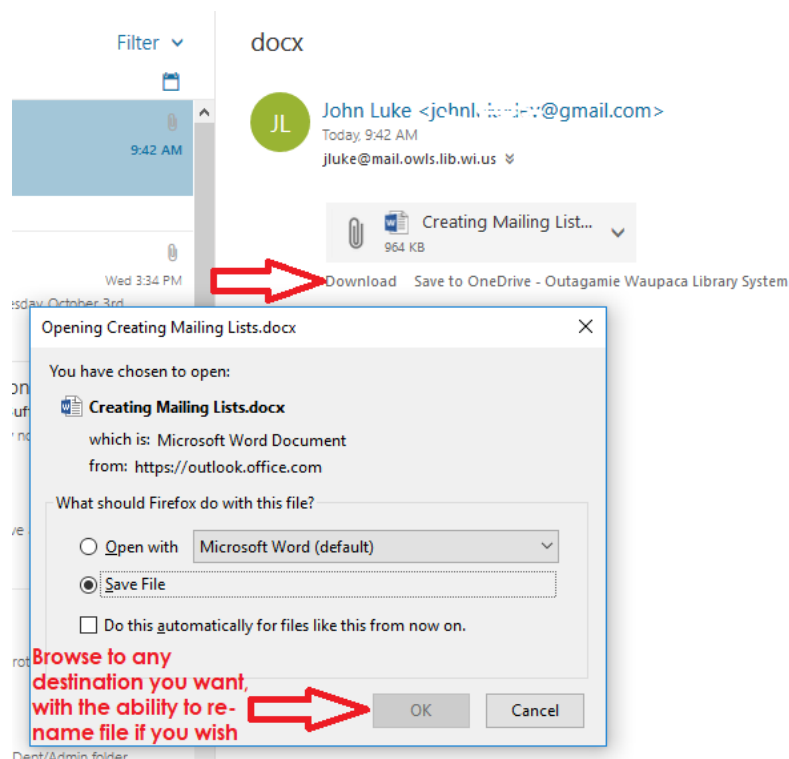 Filter
docx
JL
John Luke <johnl @gmail.com>
Today, 9:42 AM
jluke@mail.owls.lib.wi.us
9:42 AM
Creating Mailing List...
964 KB
Wed 3:34 PM
Download Save to OneDrive - Outagamie Waupaca Library System
October 3rd
Opening Creating Mailing Lists.docx
You have chosen to open:
Creating Mailing Lists.docx
which is: Microsoft Word Document
from: https://outlook.office.com
What should Firefox do with this file?
Open with Microsoft Word (default)
Save File
Do this automatically for files like this from now on.
Browse to any
destination you want,
with the ability to re-
name file if you wish
OK Cancel
Dept/Admin folder